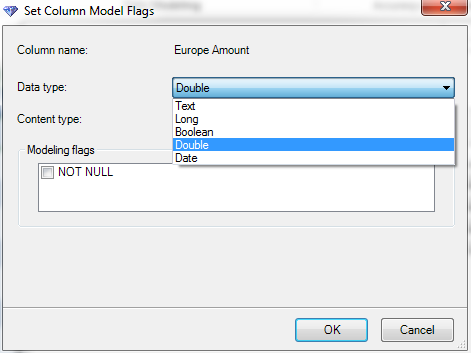 Set Column Model Flags
Column name: Europe Amount
Data type: Double
Text
Long
Content type:
Boolean
Double
Date
Modeling flags
NOT NULL
OK Cancel